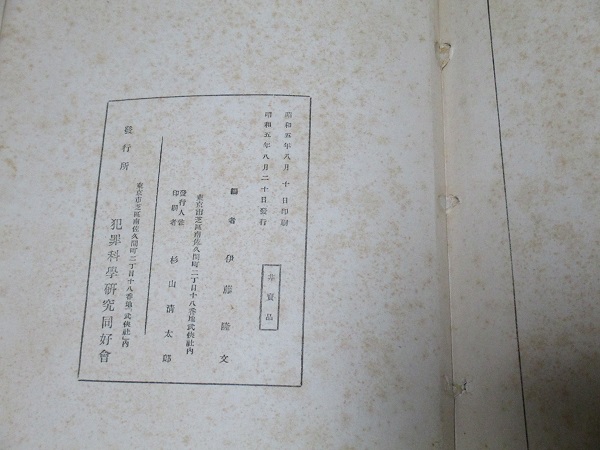 昭和五年八月十日印刷
昭和五年八月二十日發行
非賣品
譯者 伊藤隆文
東京市芝區南佐久間町二丁目十八番地武俠社内
發行人兼
印刷者 杉山清太郎
東京市芝區南佐久間町二丁目十八番地「武俠社」内
發行所 犯罪科學研究同好會